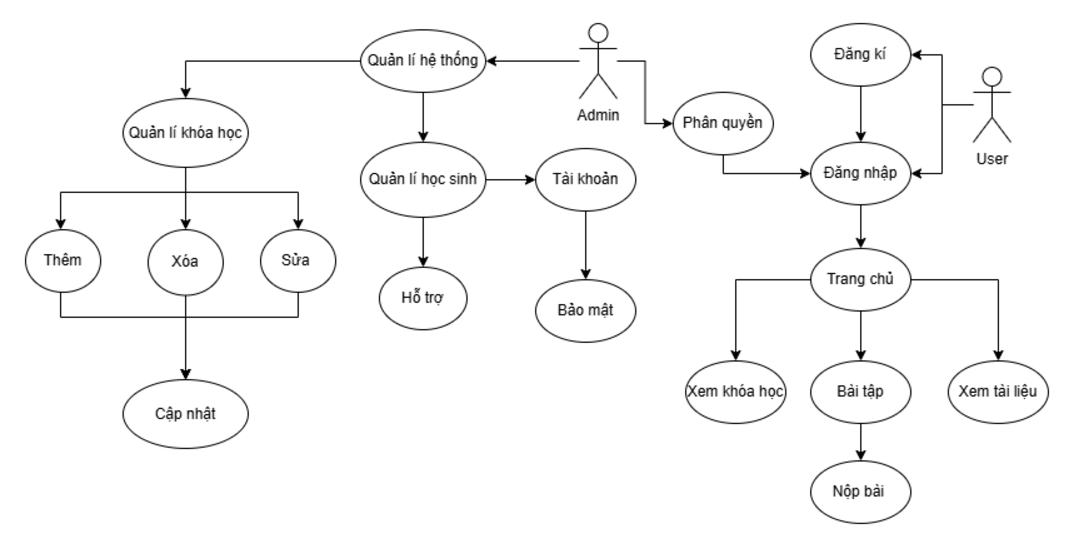 Quản lí hệ thống
Admin
Đăng kí
User
Quản lí khóa học
Phân quyền
Quản lí học sinh
Tài khoản
Đăng nhập
Thêm
Xóa
Sửa
Hỗ trợ
Bảo mật
Trang chủ
Cập nhật
Xem khóa học
Bài tập
Xem tài liệu
Nộp bài